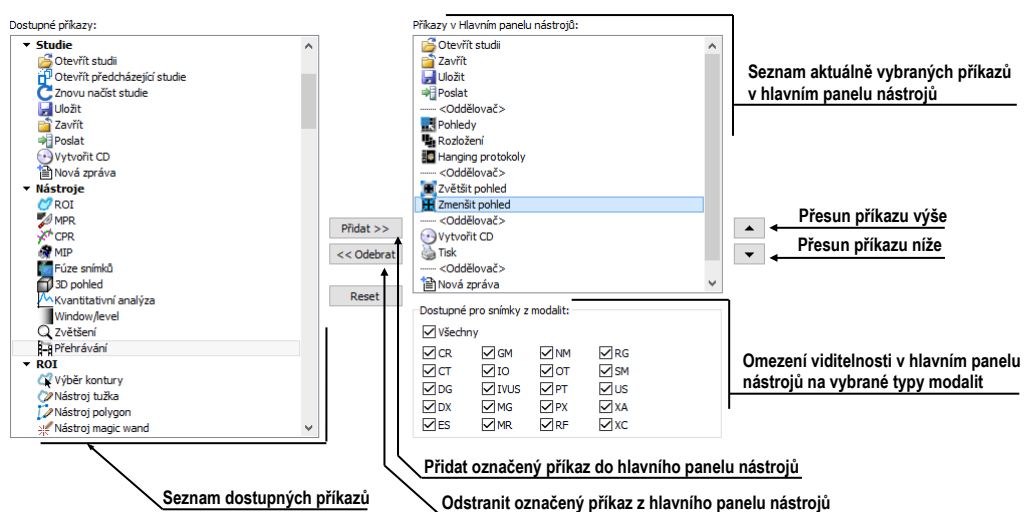 Dostupné příkazy:
Studie
Otevřít studii
Otevřít předcházející studie
Znovu načíst studie
Uložit
Zavřít
Poslat
Vytvořit CD
Nová zpráva
Nástroje
ROI
MPR
CPR
MIP
Fúze snímků
3D pohled
Kvantitativní analýza
Window/level
Zvětšení
Přehrávání
ROI
Výběr kontury
Nástroj tužka
Nástroj polygon
Nástroj magic wand
Přidat >>
<< Odebrat
Reset
Příkazy v Hlavním panelu nástrojů:
Otevřít studii
Zavřít
Uložit
Poslat
<Oddělovač>
Pohledy
Rozložení
Hanging protokoly
<Oddělovač>
Zvětšit pohled
Zmenšit pohled
<Oddělovač>
Vytvořit CD
Tisk
<Oddělovač>
Nová zpráva
Dostupné pro snímky z modalit:
Všechny
CR GM NM RG
CT IO OT SM
DG IVUS PT US
DX MG PX XA
ES MR RF XC
Seznam aktuálně vybraných příkazů
v hlavním panelu nástrojů
Přesun příkazu výše
Přesun příkazu níže
Omezení viditelnosti v hlavním panelu
nástrojů na vybrané typy modalit
Přidat označený příkaz do hlavního panelu nástrojů
Seznam dostupných příkazů
Odstranit označený příkaz z hlavního panelu nástrojů